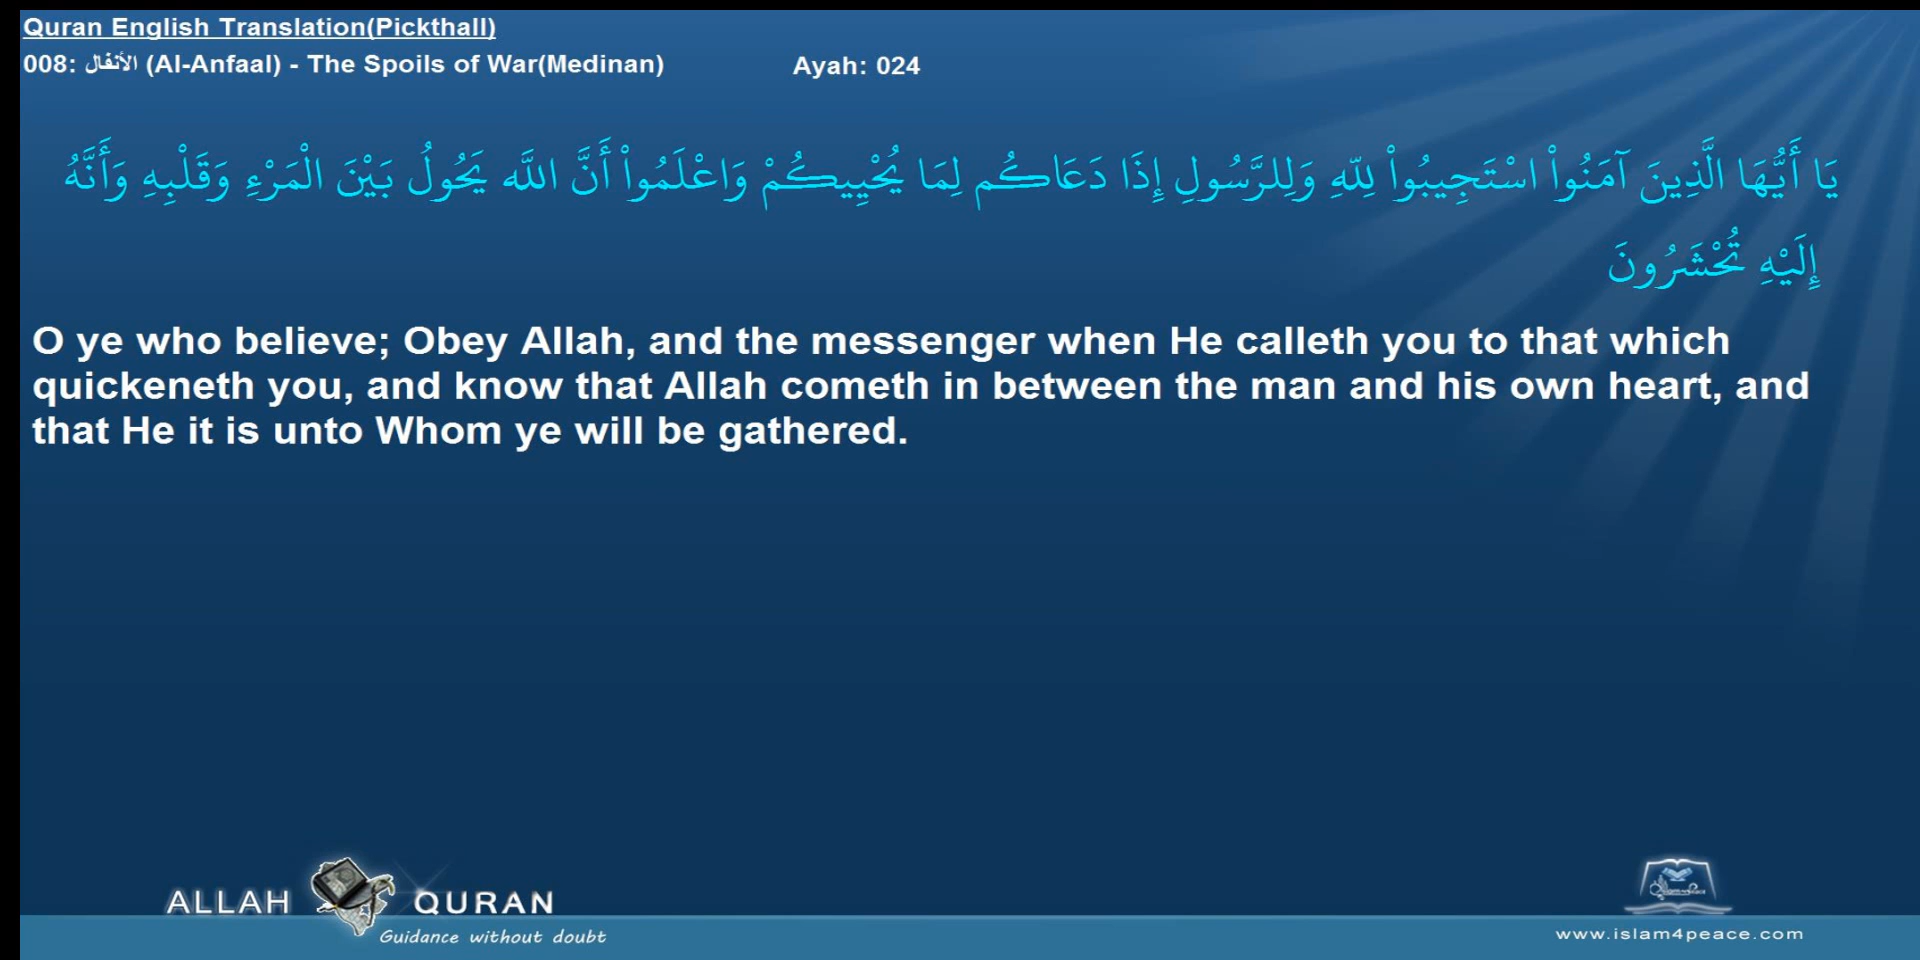 Quran English Translation(Pickthall)
008: الأنفال (Al-Anfaal) - The Spoils of War(Medinan) Ayah: 024
يَا أَيُّهَا الَّذِينَ آمَنُواْ اسْتَجِيبُواْ لِلّهِ وَلِلرَّسُولِ إِذَا دَعَاكُم لِمَا يُحْيِيكُمْ وَاعْلَمُواْ أَنَّ اللّهَ يَحُولُ بَيْنَ الْمَرْءِ وَقَلْبِهِ وَأَنَّهُ
إِلَيْهِ تُحْشَرُونَ
O ye who believe; Obey Allah, and the messenger when He calleth you to that which
quickeneth you, and know that Allah cometh in between the man and his own heart, and
that He it is unto Whom ye will be gathered.
ALLAH QURAN
Guidance without doubt
www.islam4peace.com